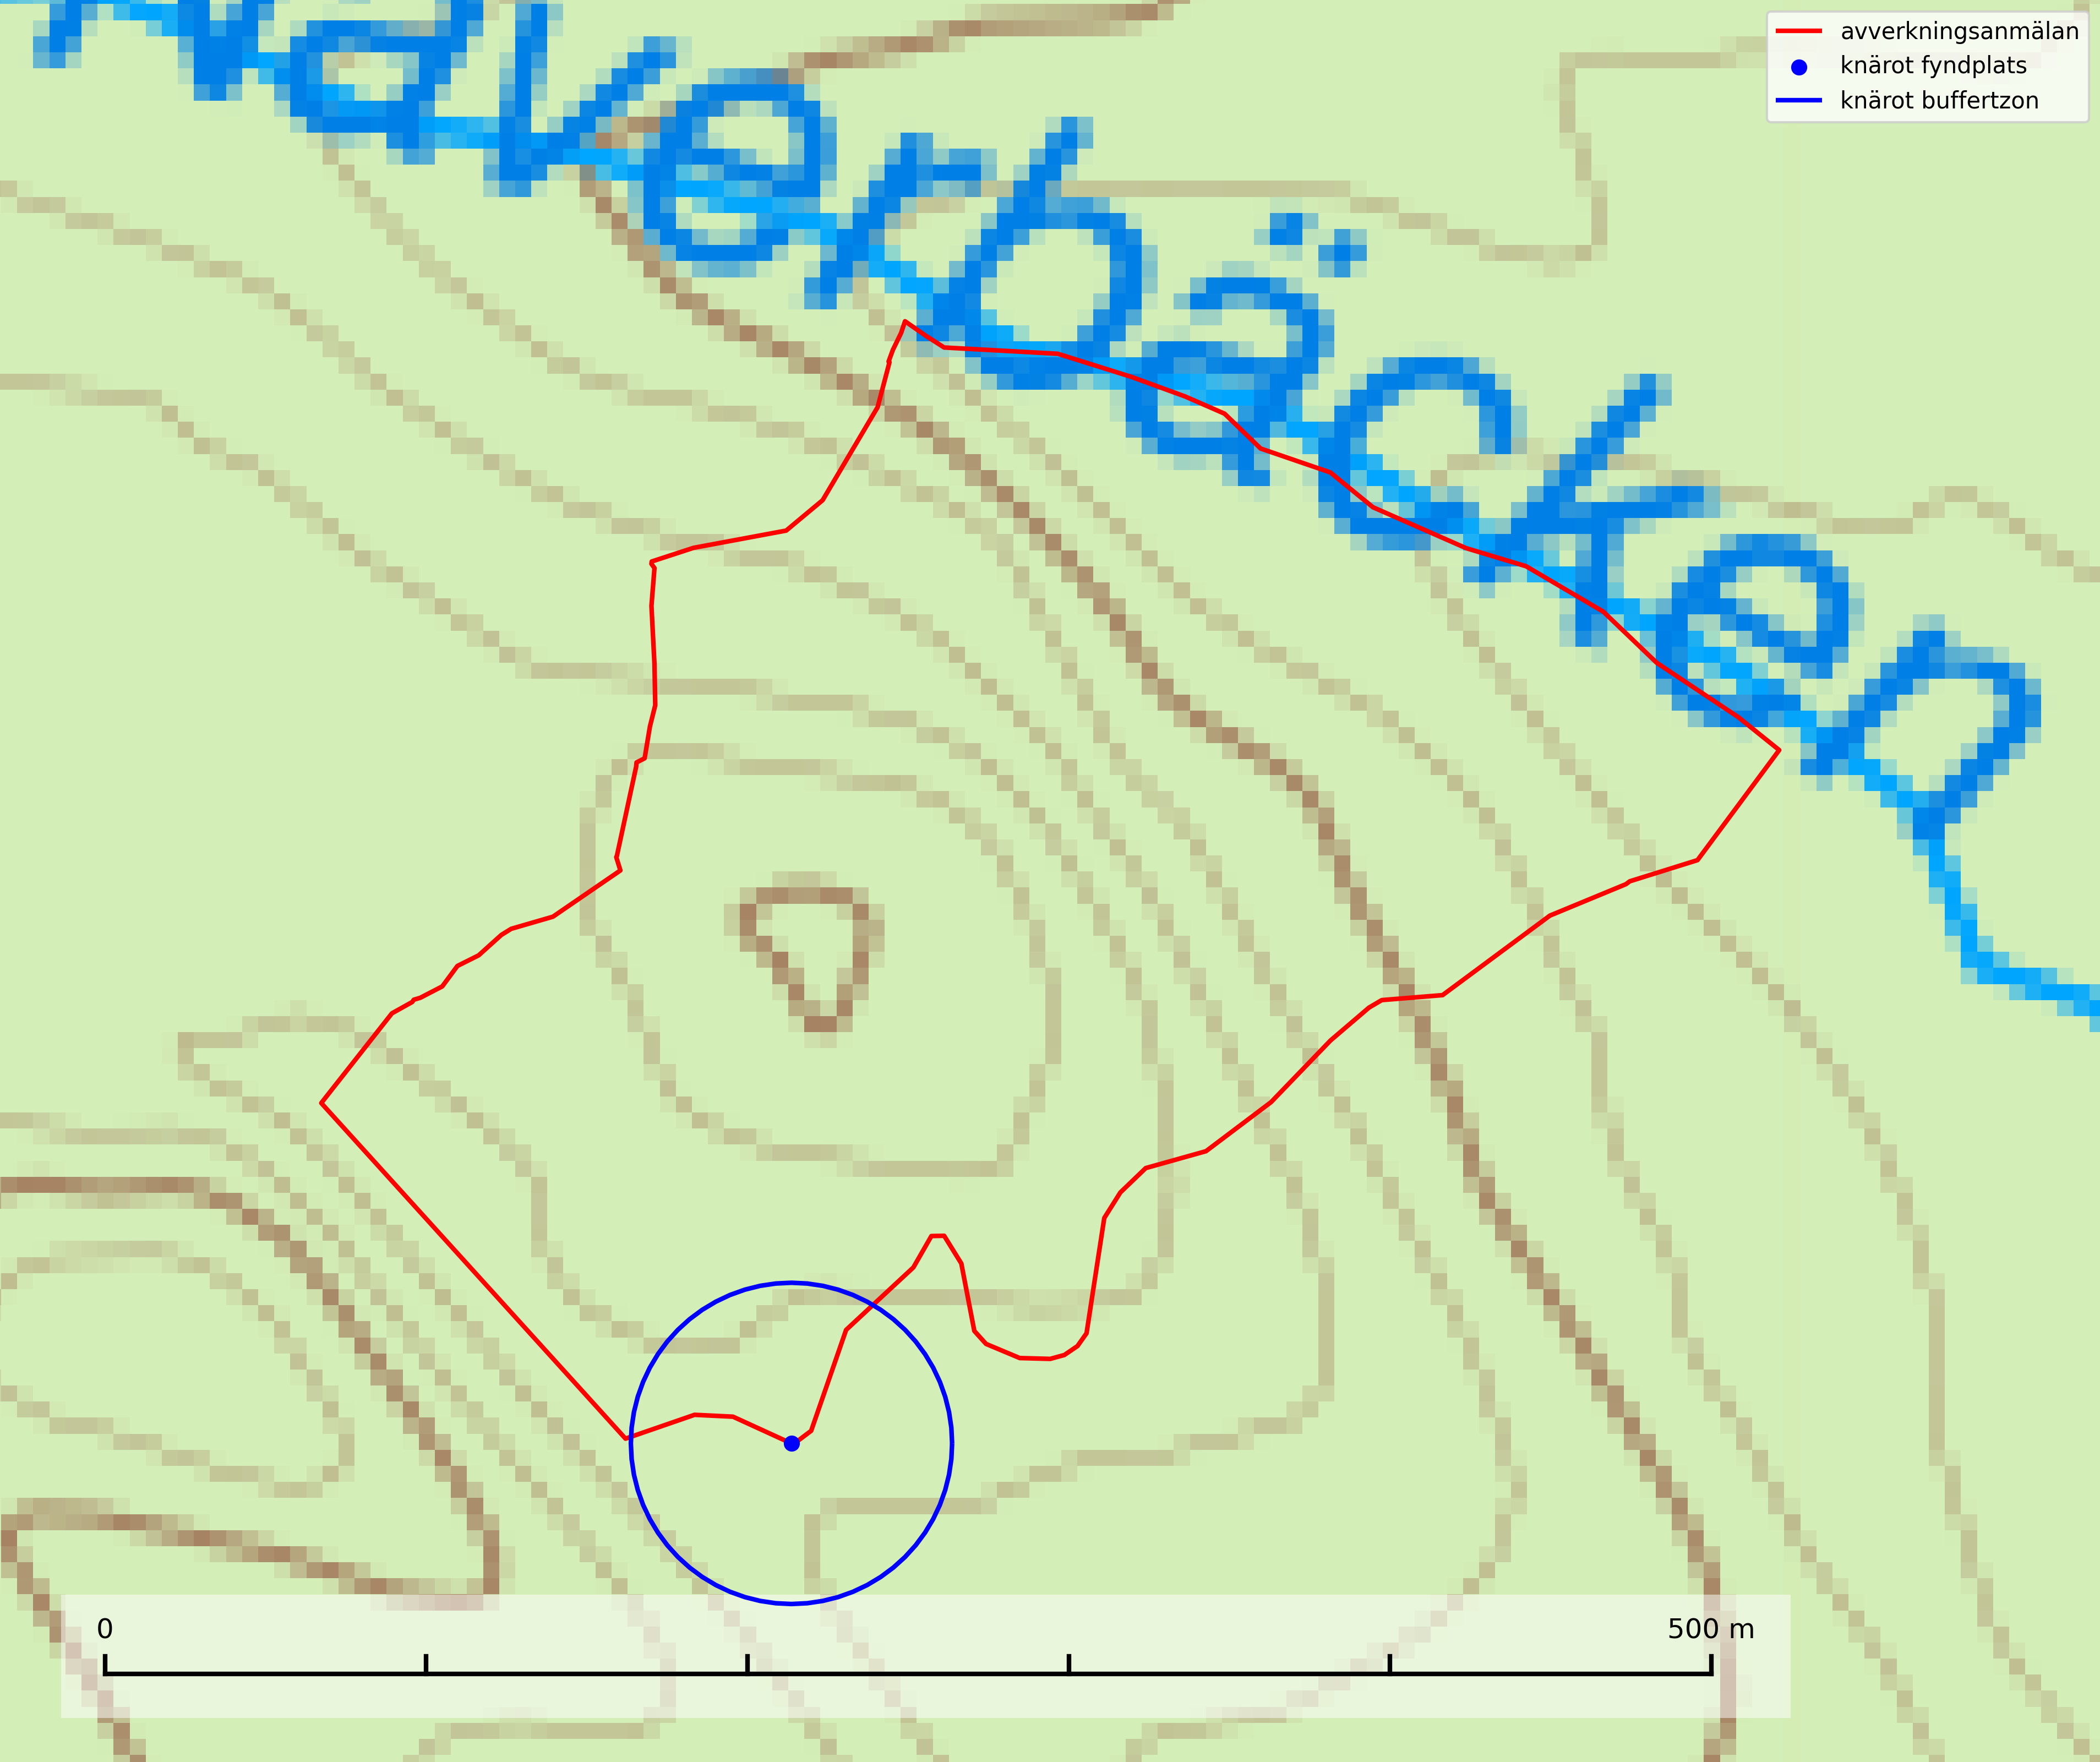 avverkningsanmälan
knärot fyndplats
knärot buffertzon
0
500 m